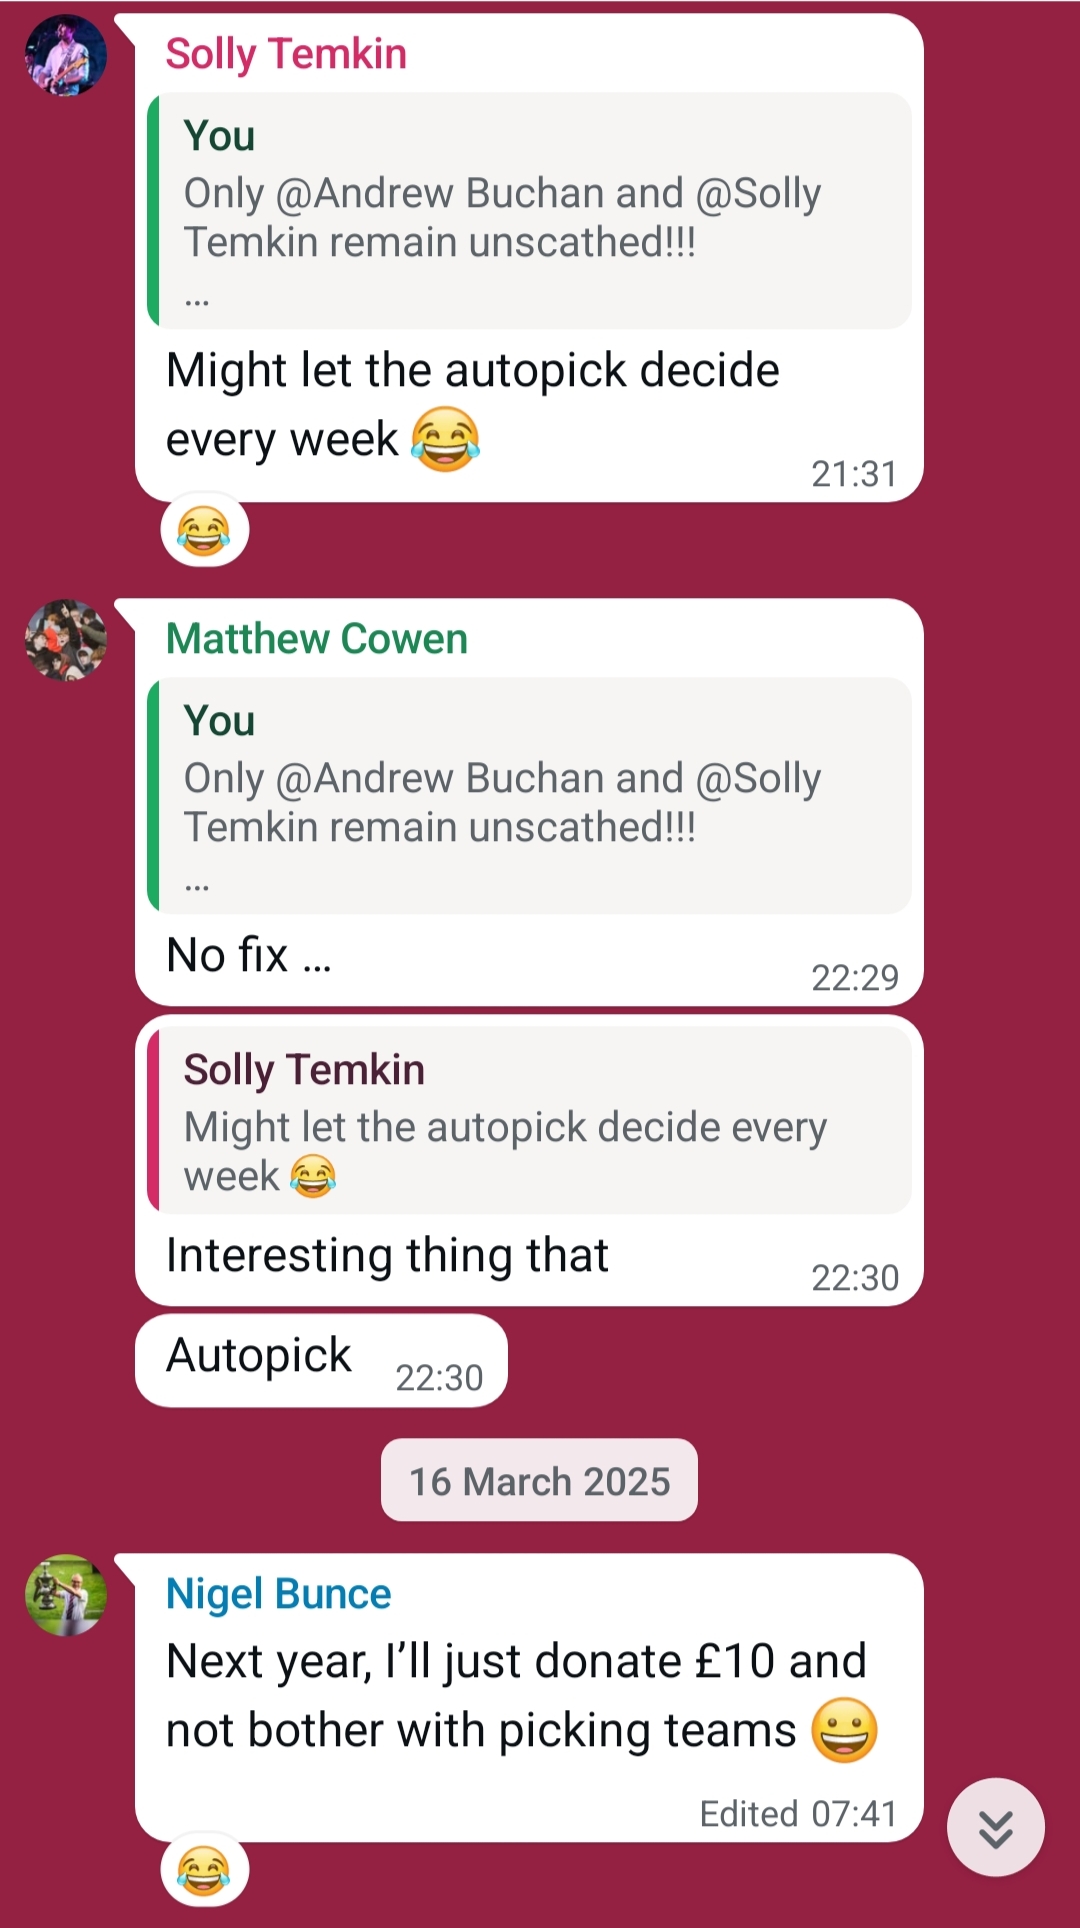 Solly Temkin
You
Only @Andrew Buchan and @Solly
Temkin remain unscathed!!!
...
Might let the autopick decide
every week 😂
21:31
😂
Matthew Cowen
You
Only @Andrew Buchan and @Solly
Temkin remain unscathed!!!
...
No fix ...
22:29
Solly Temkin
Might let the autopick decide every
week 😂
Interesting thing that
22:30
Autopick
22:30
16 March 2025
Nigel Bunce
Next year, I’ll just donate £10 and
not bother with picking teams 😀
Edited 07:41
😂